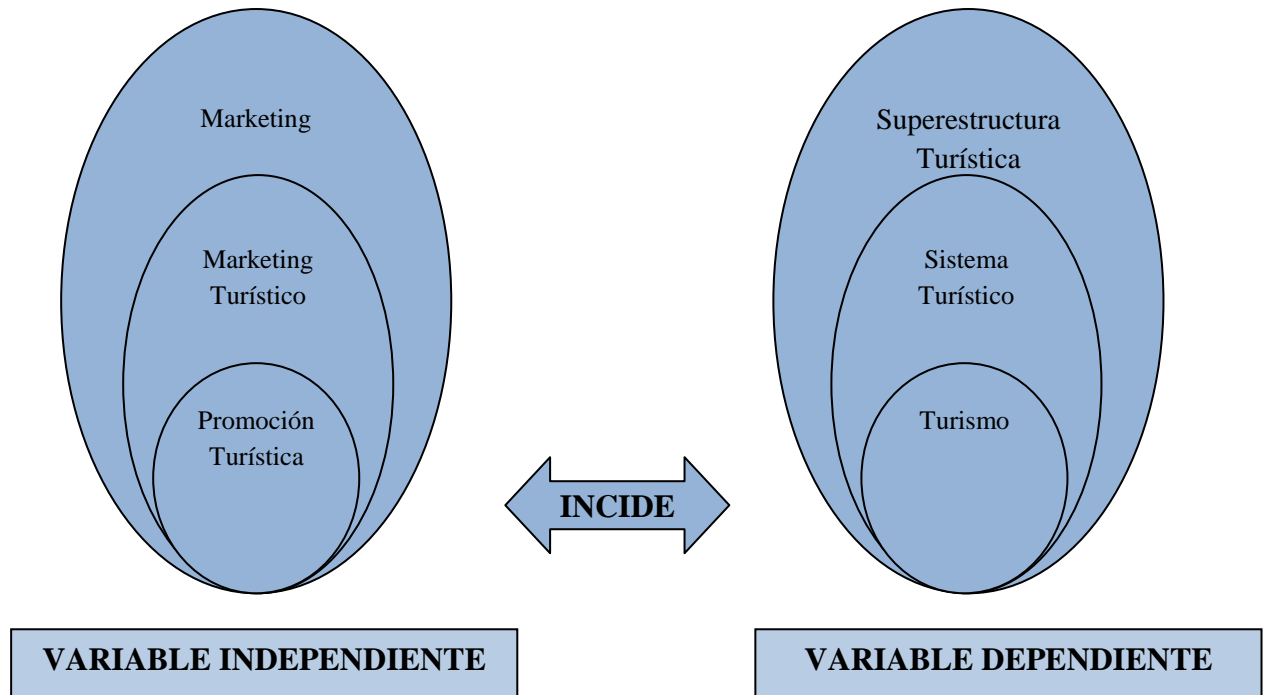 Marketing
Marketing
Turístico
Promoción
Turística
INCIDE
Superestructura
Turística
Sistema
Turístico
Turismo
VARIABLE INDEPENDIENTE
VARIABLE DEPENDIENTE